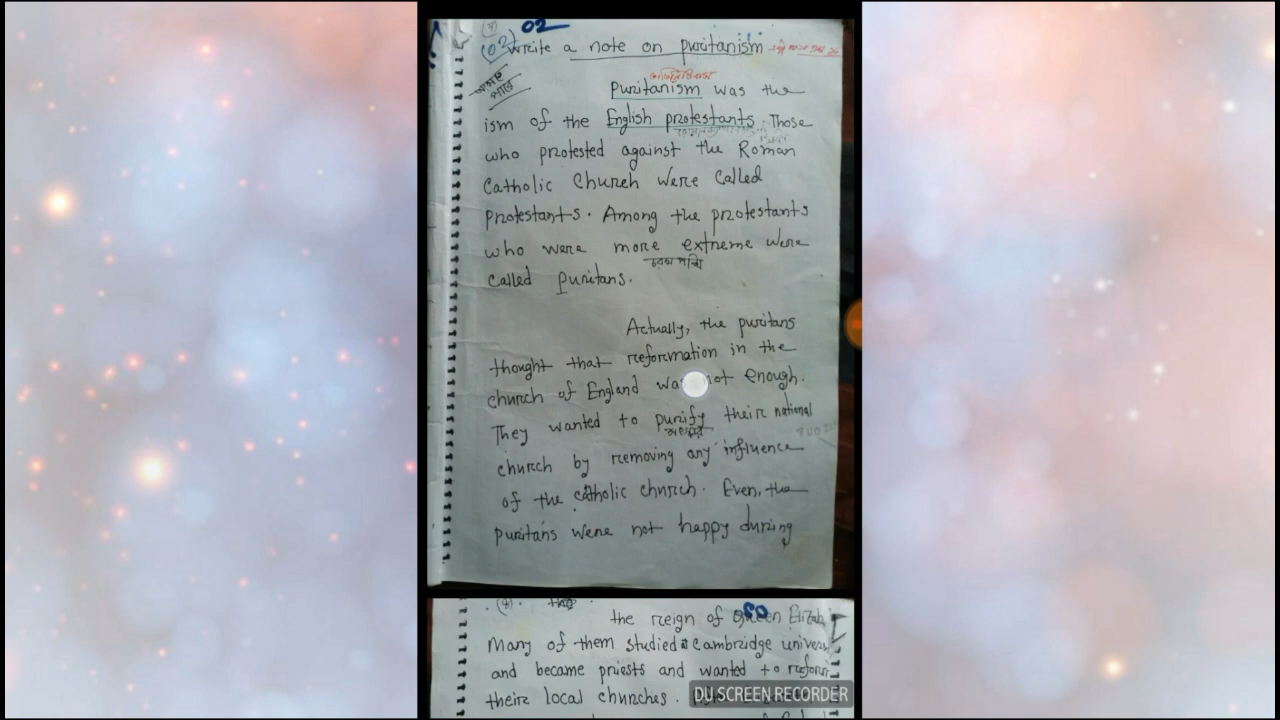 02
(02) Write a note on puritanism
Puritanism was the
ism of the English protestants. Those
who protested against the Roman
Catholic Church were called
protestants. Among the protestants
who were more extreme were
চরম পন্থি
called puritans.
Actually, the puritans
thought that reformation in the
church of England was not enough.
They wanted to purify their national
church by removing any influence
of the catholic church. Even, the
puritans were not happy during
the
the reign of Queen Elizab
Many of them studied at Cambridge univers
and became priests and wanted to reform
their local churches.
DU SCREEN RECORDER